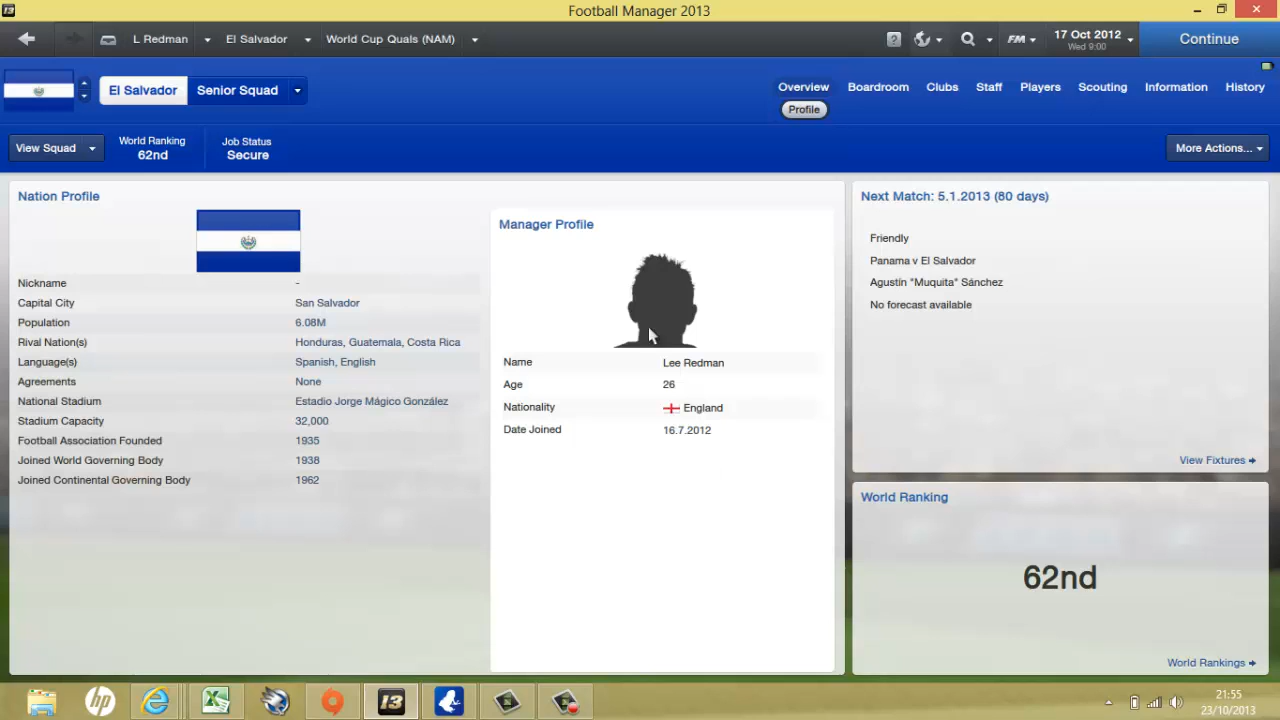 13
Football Manager 2013
L Redman
El Salvador
World Cup Quals (NAM)
?
FM
17 Oct 2012
Wed 9:00
Continue
El Salvador
Senior Squad
Overview
Boardroom
Clubs
Staff
Players
Scouting
Information
History
Profile
View Squad
World Ranking
62nd
Job Status
Secure
More Actions...
Nation Profile
Nickname -
Capital City San Salvador
Population 6.08M
Rival Nation(s) Honduras, Guatemala, Costa Rica
Language(s) Spanish, English
Agreements None
National Stadium Estadio Jorge Mágico González
Stadium Capacity 32,000
Football Association Founded 1935
Joined World Governing Body 1938
Joined Continental Governing Body 1962
Manager Profile
Name Lee Redman
Age 26
Nationality England
Date Joined 16.7.2012
Next Match: 5.1.2013 (80 days)
Friendly
Panama v El Salvador
Agustín "Muquita" Sánchez
No forecast available
View Fixtures
World Ranking
62nd
World Rankings
hp
13
21:55
23/10/2013